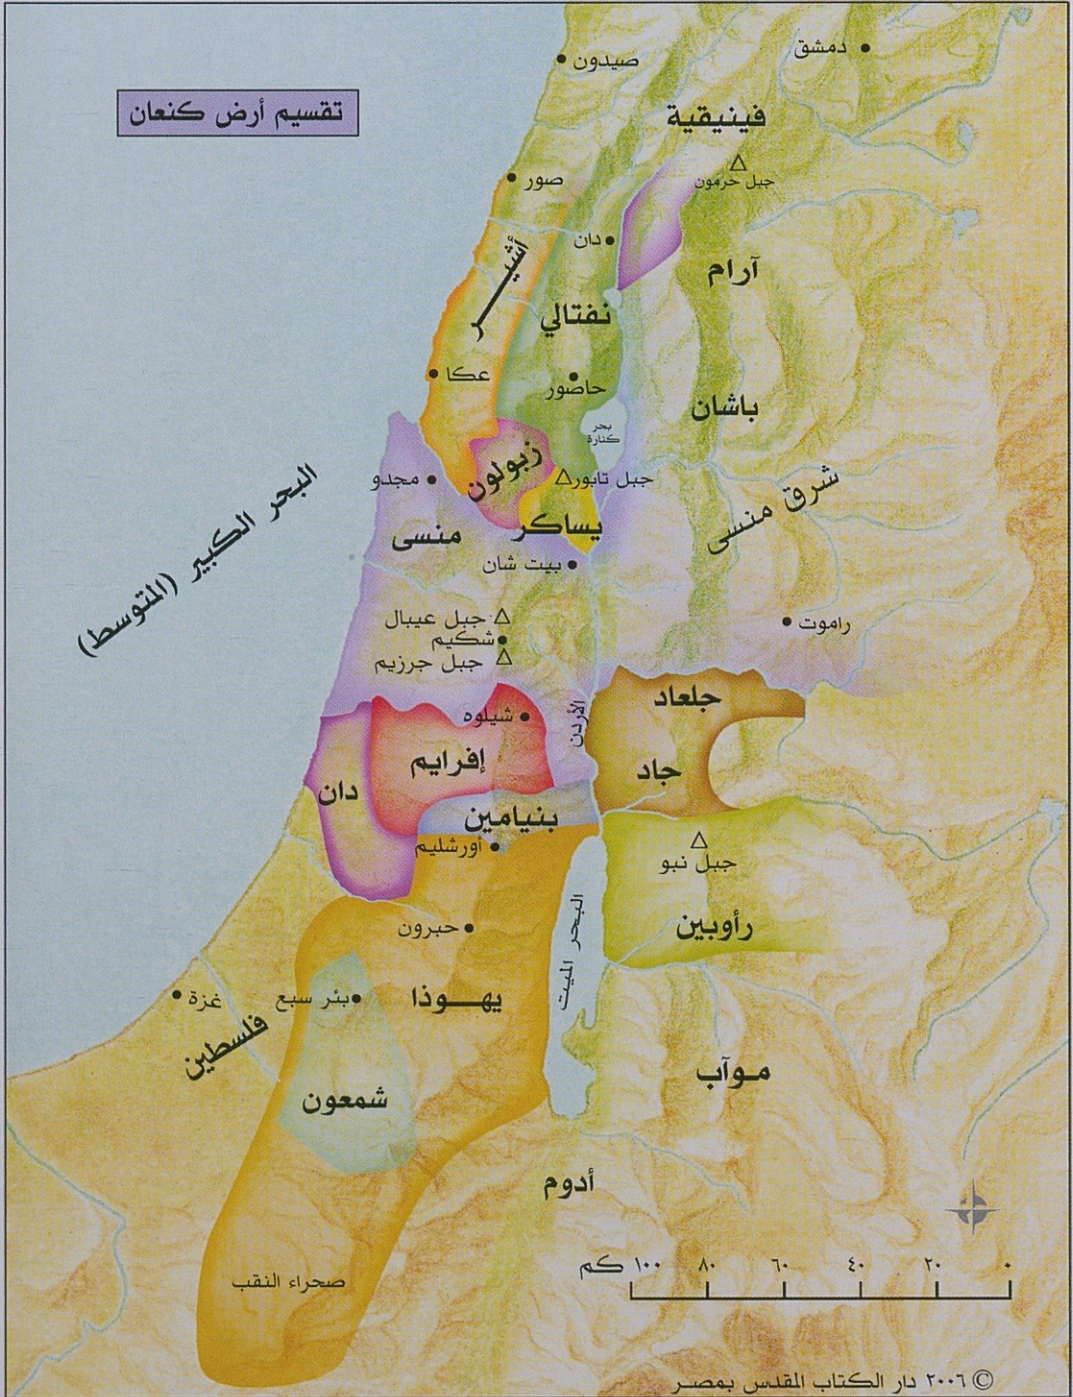 تقسيم أرض كنعان
صيدون
دمشق
فينيقية
جبل حرمون
صور
دان
أشيـــر
آرام
نفتالي
عكا
حاصور
باشان
بحر
كنارة
زبولون
جبل تابور
مجدو
شرق منسى
البحر الكبير (المتوسط)
يساكر
منسى
بيت شان
جبل عيبال
شكيم
جبل جرزيم
راموت
جلعاد
شيلوه
الأردن
إفرايم
جاد
دان
بنيامين
أورشليم
جبل نبو
رأوبين
حبرون
البحر الميت
يهـــوذا
بئر سبع
غزة
فلسطين
موآب
شمعون
أدوم
صحراء النقب
٠ ٢٠ ٤٠ ٦٠ ٨٠ ١٠٠ كم
© ٢٠٠٦ دار الكتاب المقدس بمصر